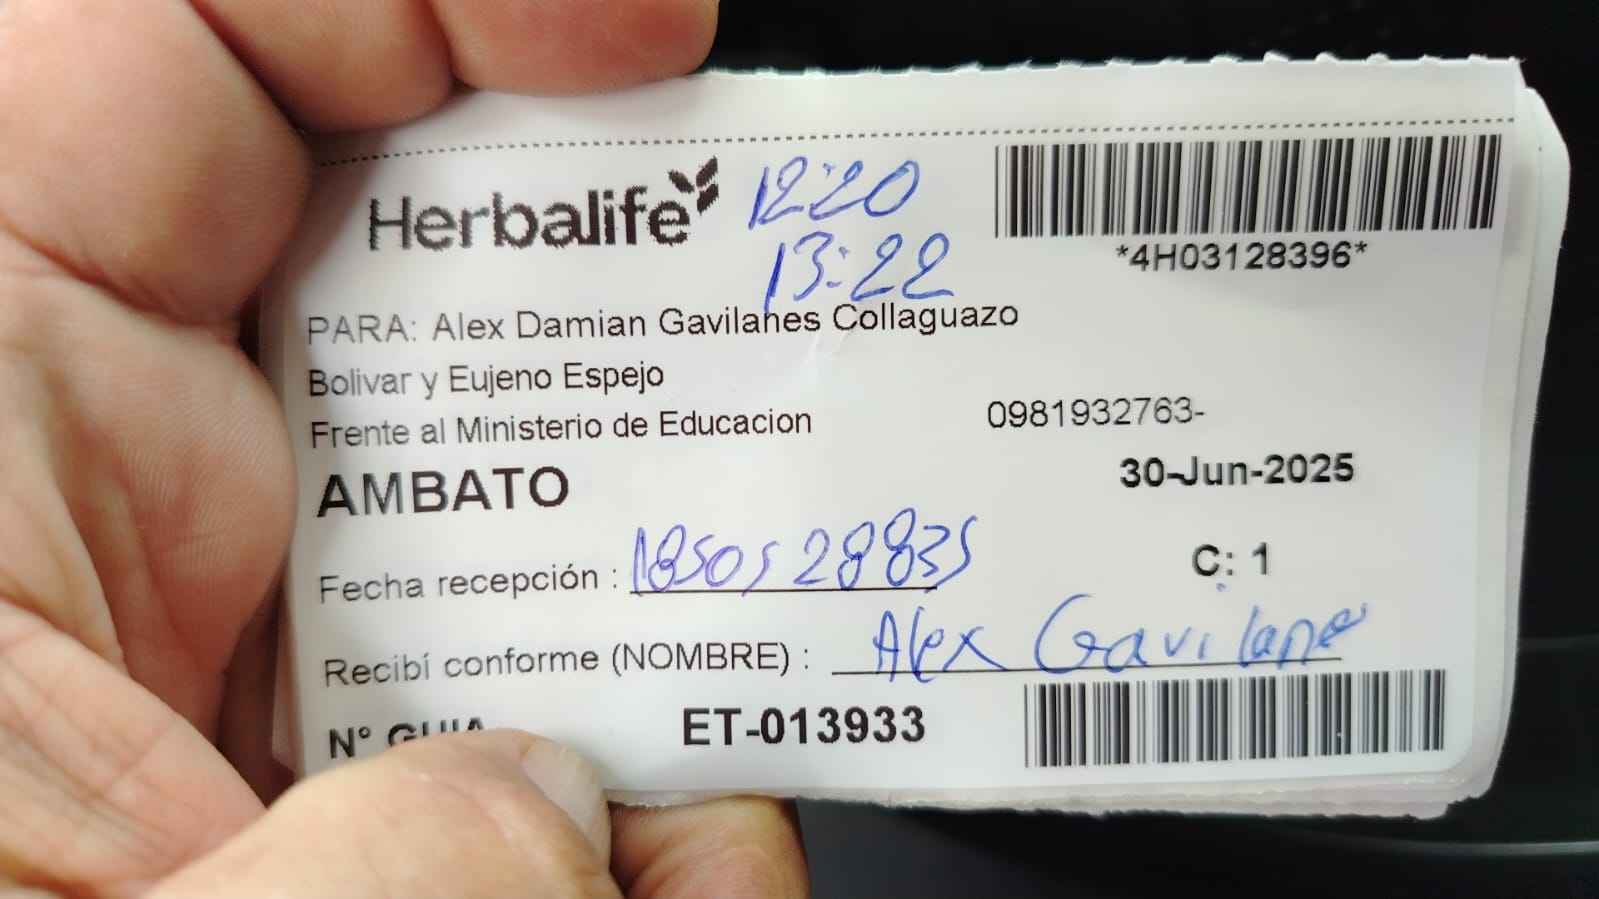 Herbalife
12:20
13:22
*4H03128396*
PARA: Alex Damian Gavilanes Collaguazo
Bolivar y Eujeno Espejo
Frente al Ministerio de Educacion
0981932763-
AMBATO
30-Jun-2025
Fecha recepción : 1850528835
C: 1
Recibí conforme (NOMBRE) : Alex Gavilanes
N° GUIA ET-013933